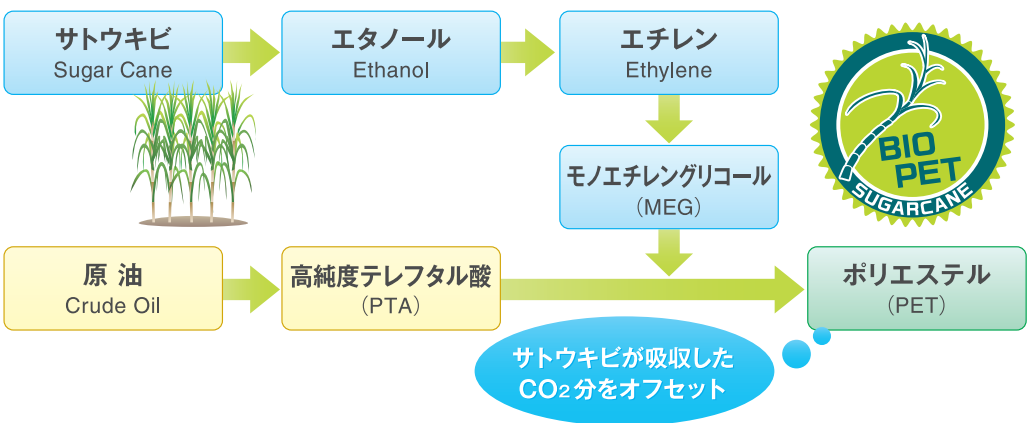 サトウキビ
Sugar Cane
エタノール
Ethanol
エチレン
Ethylene
モノエチレングリコール
（MEG）
BIO
PET
SUGARCANE
原 油
Crude Oil
高純度テレフタル酸
（PTA）
ポリエステル
（PET）
サトウキビが吸収した
CO2分をオフセット